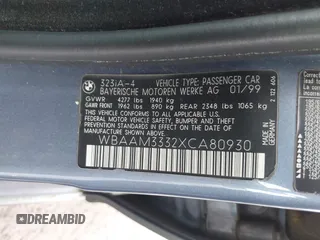 BMW
323iA-4 VEHICLE TYPE: PASSENGER CAR
BAYERISCHE MOTOREN WERKE AG 01/99
GVWR 4277 lbs 1940 kg
GAWR FRONT 1962 lbs 890 kg REAR 2348 lbs 1065 kg
THIS VEHICLE CONFORMS TO ALL APPLICABLE FEDERAL MOTOR
VEHICLE SAFETY, BUMPER, AND THEFT PREVENTION STANDARDS
IN EFFECT ON THE DATE OF MANUFACTURE SHOWN ABOVE.
WBAAM3332XCA80930
MADE IN GERMANY
RIDESAFELY